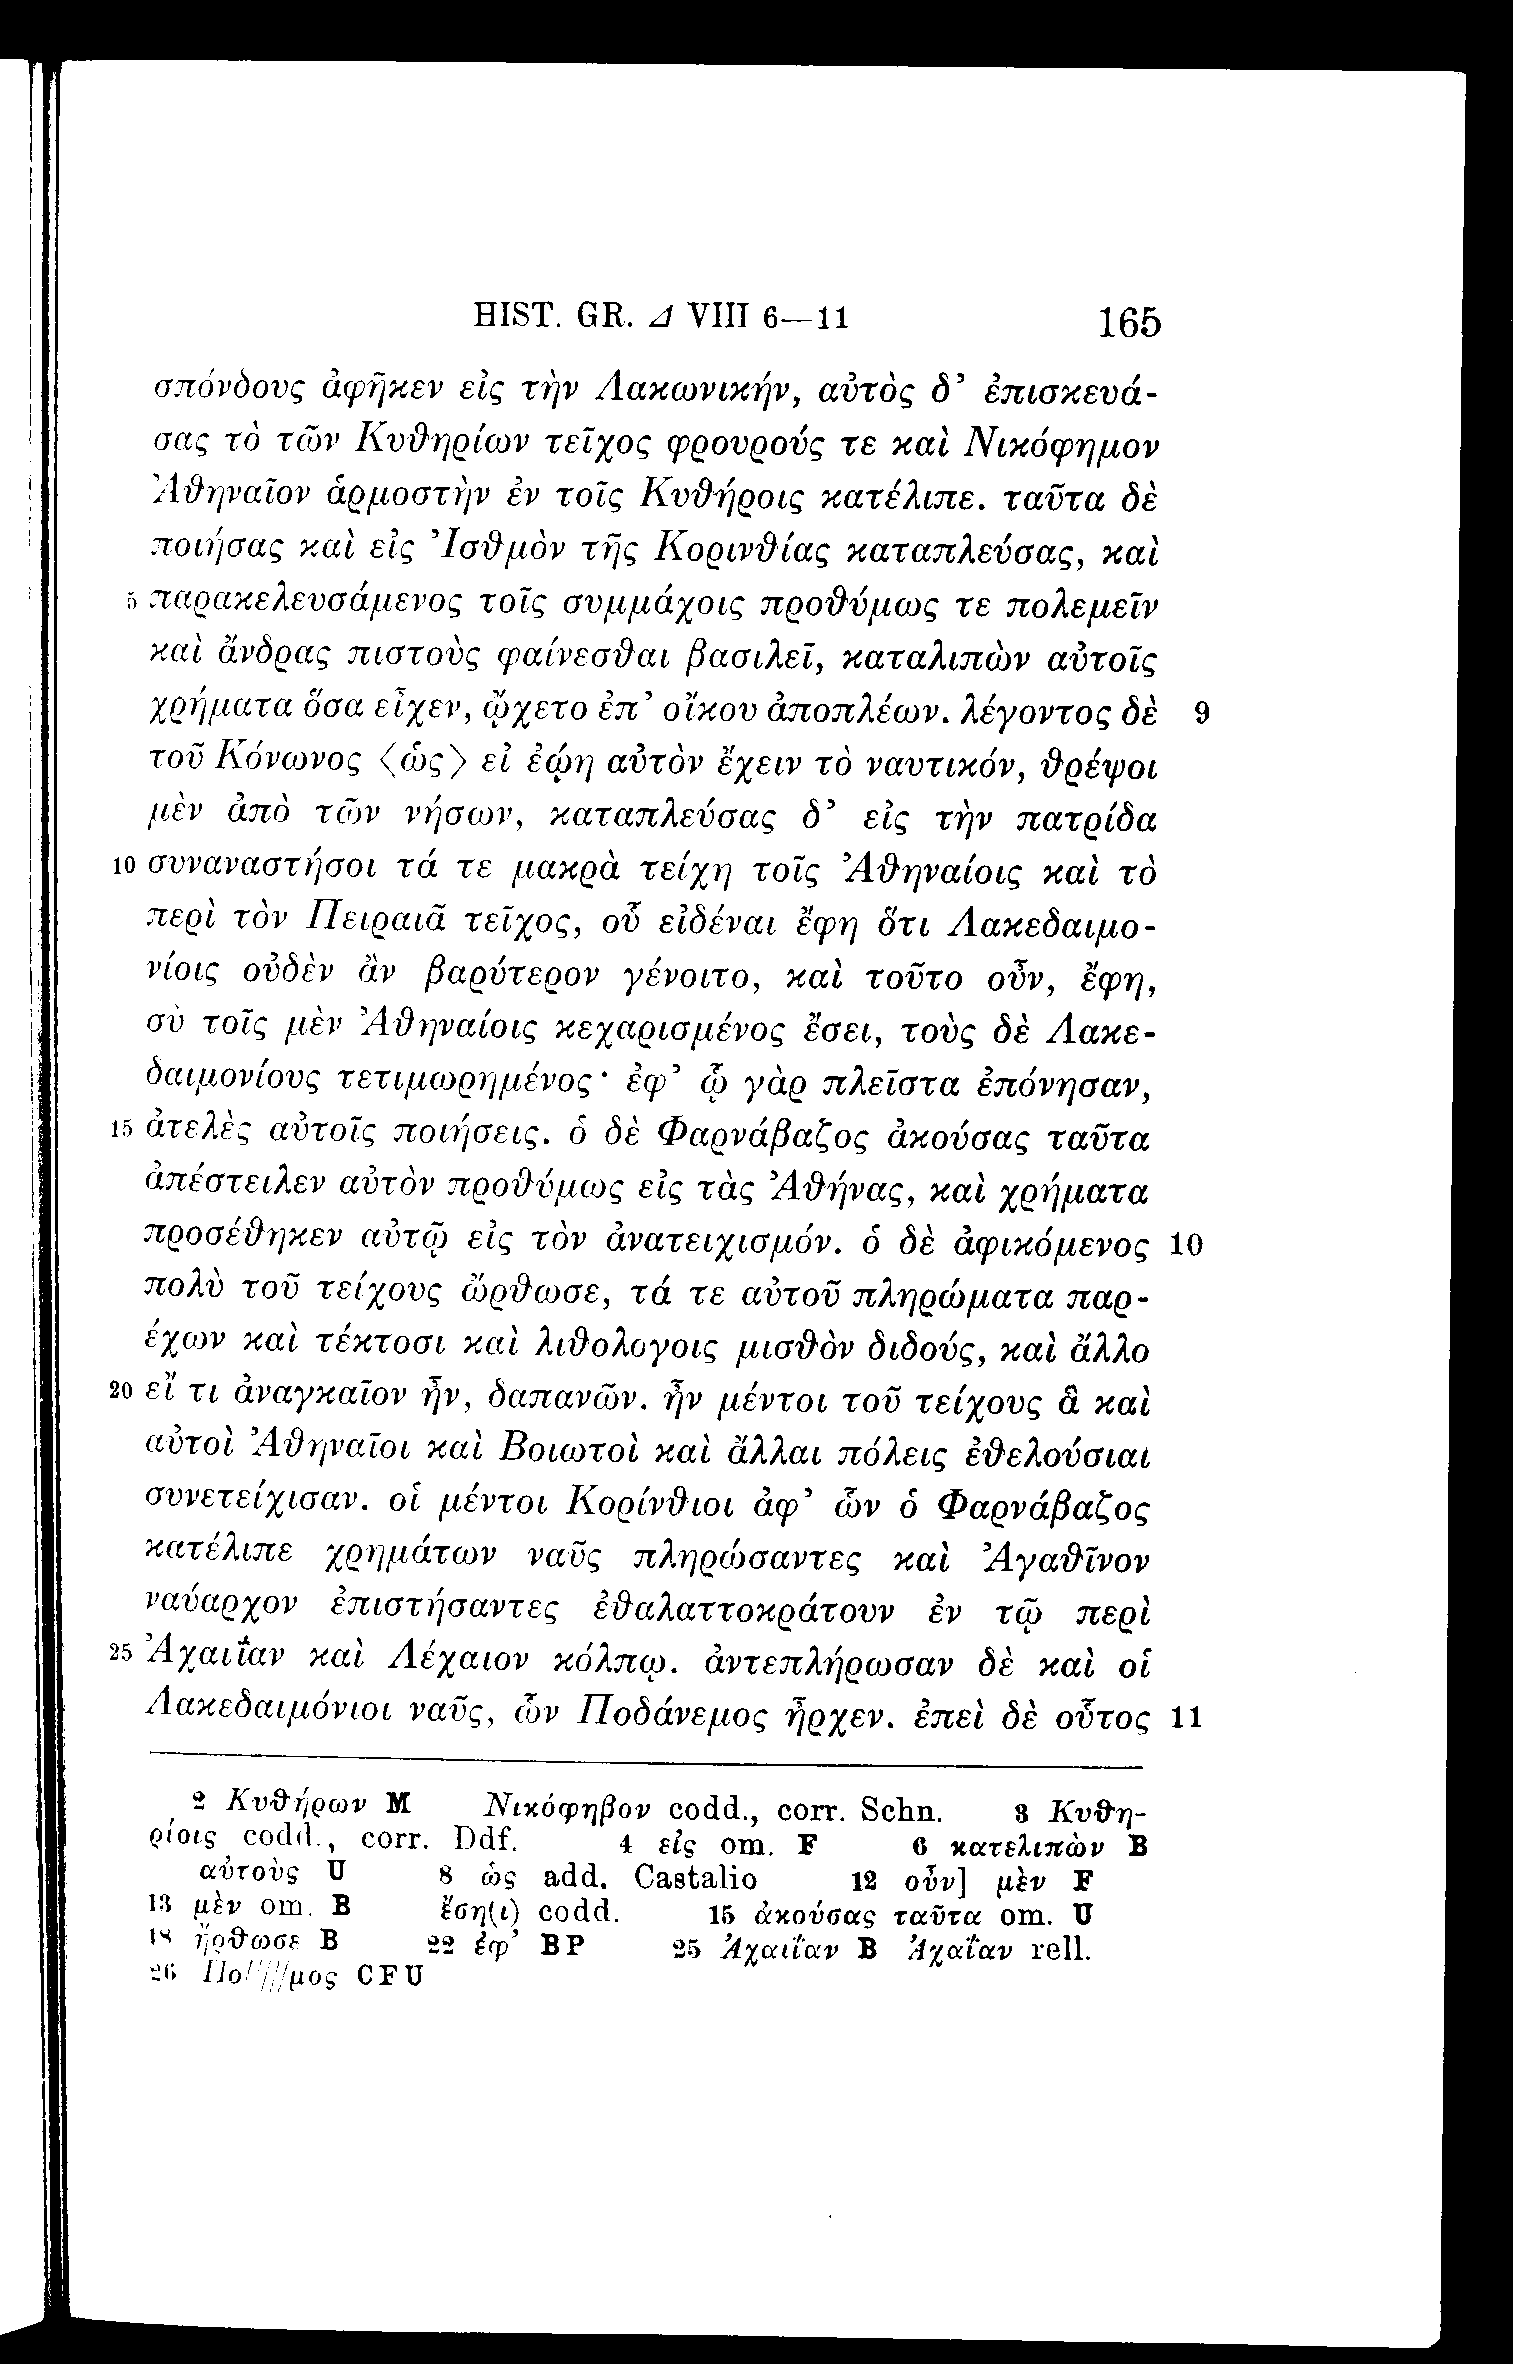 HIST. GR. Δ VIII 6—11 165
σπόνδους ἀφῆκεν εἰς τὴν Λακωνικήν, αὐτὸς δ’ ἐπισκευά-
σας τὸ τῶν Κυθηρίων τεῖχος φρουρούς τε καὶ Νικόφημον
Ἀθηναῖον ἁρμοστὴν ἐν τοῖς Κυθήροις κατέλιπε. ταῦτα δὲ
ποιήσας καὶ εἰς Ἰσθμὸν τῆς Κορινθίας καταπλεύσας, καὶ
5 παρακελευσάμενος τοῖς συμμάχοις προθύμως τε πολεμεῖν
καὶ ἄνδρας πιστοὺς φαίνεσθαι βασιλεῖ, καταλιπὼν αὐτοῖς
χρήματα ὅσα εἶχεν, ᾤχετο ἐπ’ οἴκου ἀποπλέων. λέγοντος δὲ 9
τοῦ Κόνωνος 〈ὡς〉 εἰ ἐῴη αὐτὸν ἔχειν τὸ ναυτικόν, θρέψοι
μὲν ἀπὸ τῶν νήσων, καταπλεύσας δ’ εἰς τὴν πατρίδα
10 συναναστήσοι τά τε μακρὰ τείχη τοῖς Ἀθηναίοις καὶ τὸ
περὶ τὸν Πειραιᾶ τεῖχος, οὗ εἰδέναι ἔφη ὅτι Λακεδαιμο-
νίοις οὐδὲν ἂν βαρύτερον γένοιτο, καὶ τοῦτο οὖν, ἔφη,
σὺ τοῖς μὲν Ἀθηναίοις κεχαρισμένος ἔσει, τοὺς δὲ Λακε-
δαιμονίους τετιμωρημένος· ἐφ’ ᾧ γὰρ πλεῖστα ἐπόνησαν,
15 ἀτελὲς αὐτοῖς ποιήσεις. ὁ δὲ Φαρνάβαζος ἀκούσας ταῦτα
ἀπέστειλεν αὐτὸν προθύμως εἰς τὰς Ἀθήνας, καὶ χρήματα
προσέθηκεν αὐτῷ εἰς τὸν ἀνατειχισμόν. ὁ δὲ ἀφικόμενος 10
πολὺ τοῦ τείχους ὤρθωσε, τά τε αὑτοῦ πληρώματα παρ-
έχων καὶ τέκτοσι καὶ λιθολογοις μισθὸν διδούς, καὶ ἄλλο
20 εἴ τι ἀναγκαῖον ἦν, δαπανῶν. ἦν μέντοι τοῦ τείχους ἃ καὶ
αὐτοὶ Ἀθηναῖοι καὶ Βοιωτοὶ καὶ ἄλλαι πόλεις ἐθελούσιαι
συνετείχισαν. οἱ μέντοι Κορίνθιοι ἀφ’ ὧν ὁ Φαρνάβαζος
κατέλιπε χρημάτων ναῦς πληρώσαντες καὶ Ἀγαθῖνον
ναύαρχον ἐπιστήσαντες ἐθαλαττοκράτουν ἐν τῷ περὶ
25 Ἀχαιΐαν καὶ Λέχαιον κόλπῳ. ἀντεπλήρωσαν δὲ καὶ οἱ
Λακεδαιμόνιοι ναῦς, ὧν Ποδάνεμος ἦρχεν. ἐπεὶ δὲ οὗτος 11
2 Κυθήρων M Νικόφηβον codd., corr. Schn. 3 Κυθη-
ρίοις codd., corr. Ddf. 4 εἰς om. F 6 κατελιπὼν B
αὐτοὺς U 8 ὡς add. Castalio 12 οὖν] μὲν F
13 μὲν om. B ἔση(ι) codd. 15 ἀκούσας ταῦτα om. U
18 ἤρθωσε B 22 ἐφ’ BP 25 Ἀχαιΐαν B Ἀχαΐαν rell.
26 Πο////μος CFU